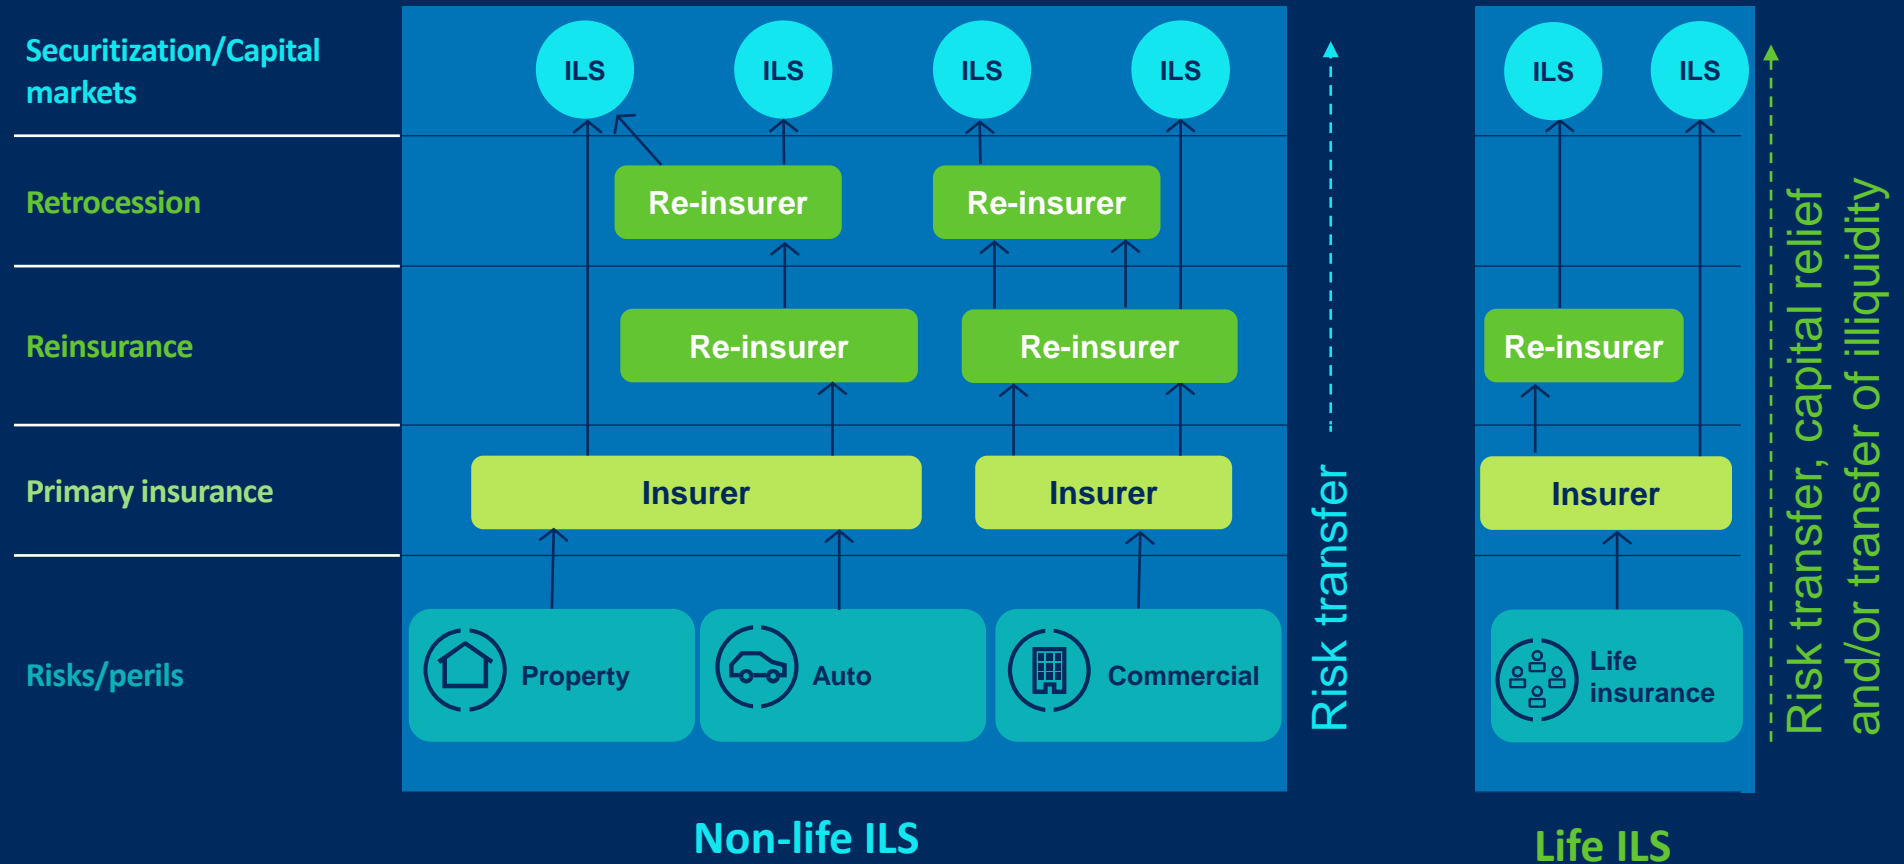 Securitization/Capital
markets
ILS
ILS
ILS
ILS
ILS
ILS
Retrocession
Re-insurer
Re-insurer
Reinsurance
Re-insurer
Re-insurer
Re-insurer
Primary insurance
Insurer
Insurer
Insurer
Risks/perils
Property
Auto
Commercial
Life
insurance
Risk transfer
Risk transfer, capital relief
and/or transfer of illiquidity
Non-life ILS
Life ILS